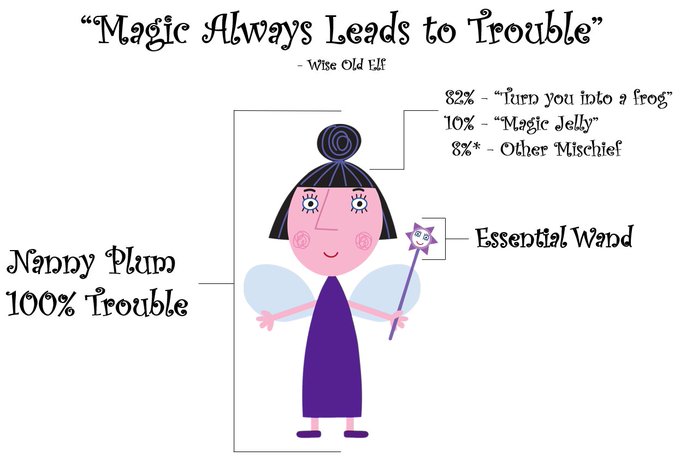 “Magic Always Leads to Trouble”
- Wise Old Elf
82% - “Turn you into a frog”
10% - “Magic Jelly”
8%* - Other Mischief
Essential Wand
Nanny Plum
100% Trouble